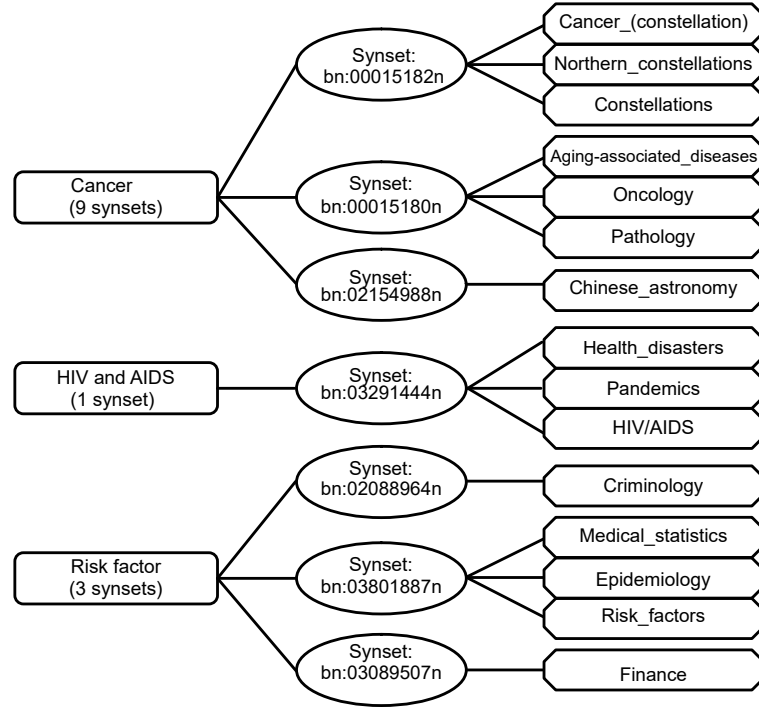 Cancer
(9 synsets)
Synset:
bn:00015182n
Cancer_(constellation)
Northern_constellations
Constellations
Synset:
bn:00015180n
Aging-associated_diseases
Oncology
Pathology
Synset:
bn:02154988n
Chinese_astronomy
HIV and AIDS
(1 synset)
Synset:
bn:03291444n
Health_disasters
Pandemics
HIV/AIDS
Risk factor
(3 synsets)
Synset:
bn:02088964n
Criminology
Synset:
bn:03801887n
Medical_statistics
Epidemiology
Risk_factors
Synset:
bn:03089507n
Finance